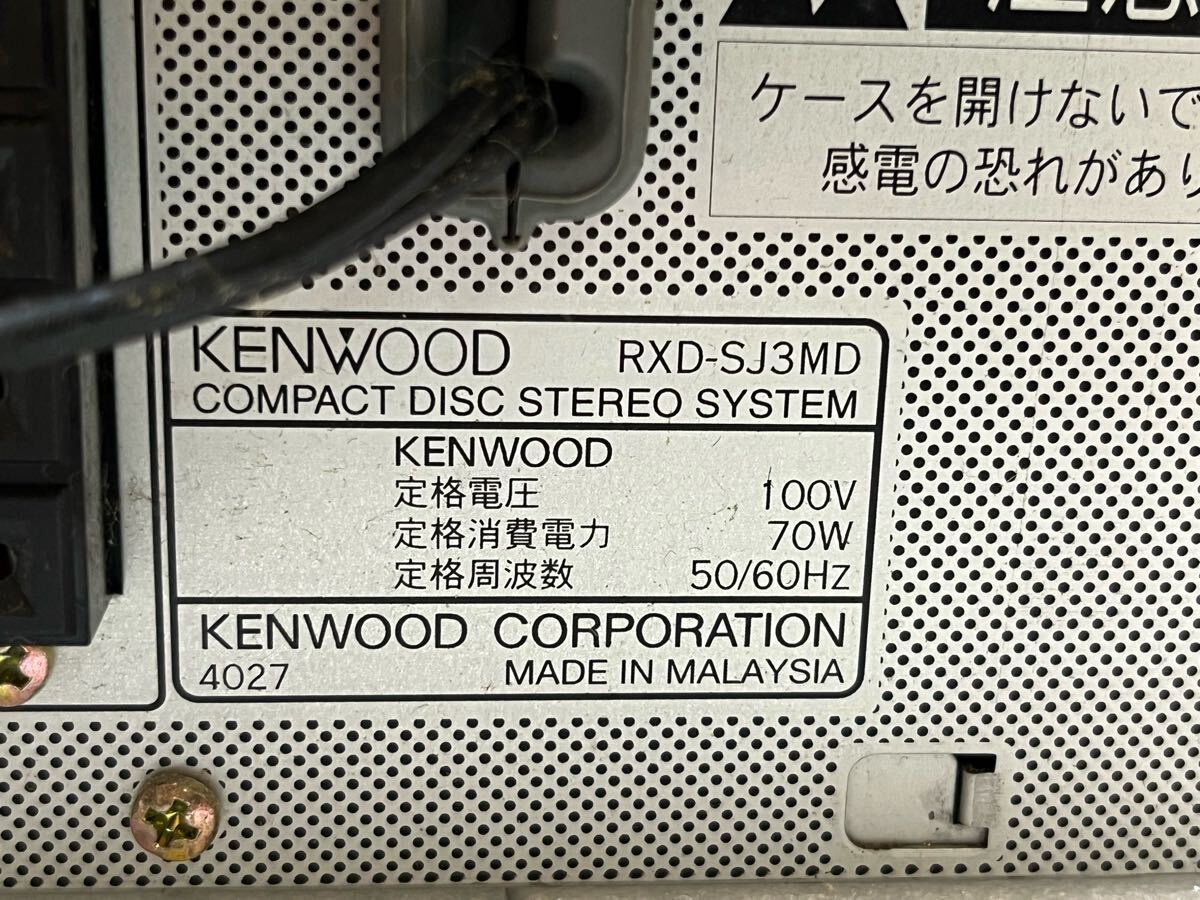 ケースを開けないで
感電の恐れがあり
KENWOOD RXD-SJ3MD
COMPACT DISC STEREO SYSTEM
KENWOOD
定格電圧 100V
定格消費電力 70W
定格周波数 50/60Hz
KENWOOD CORPORATION
4027 MADE IN MALAYSIA